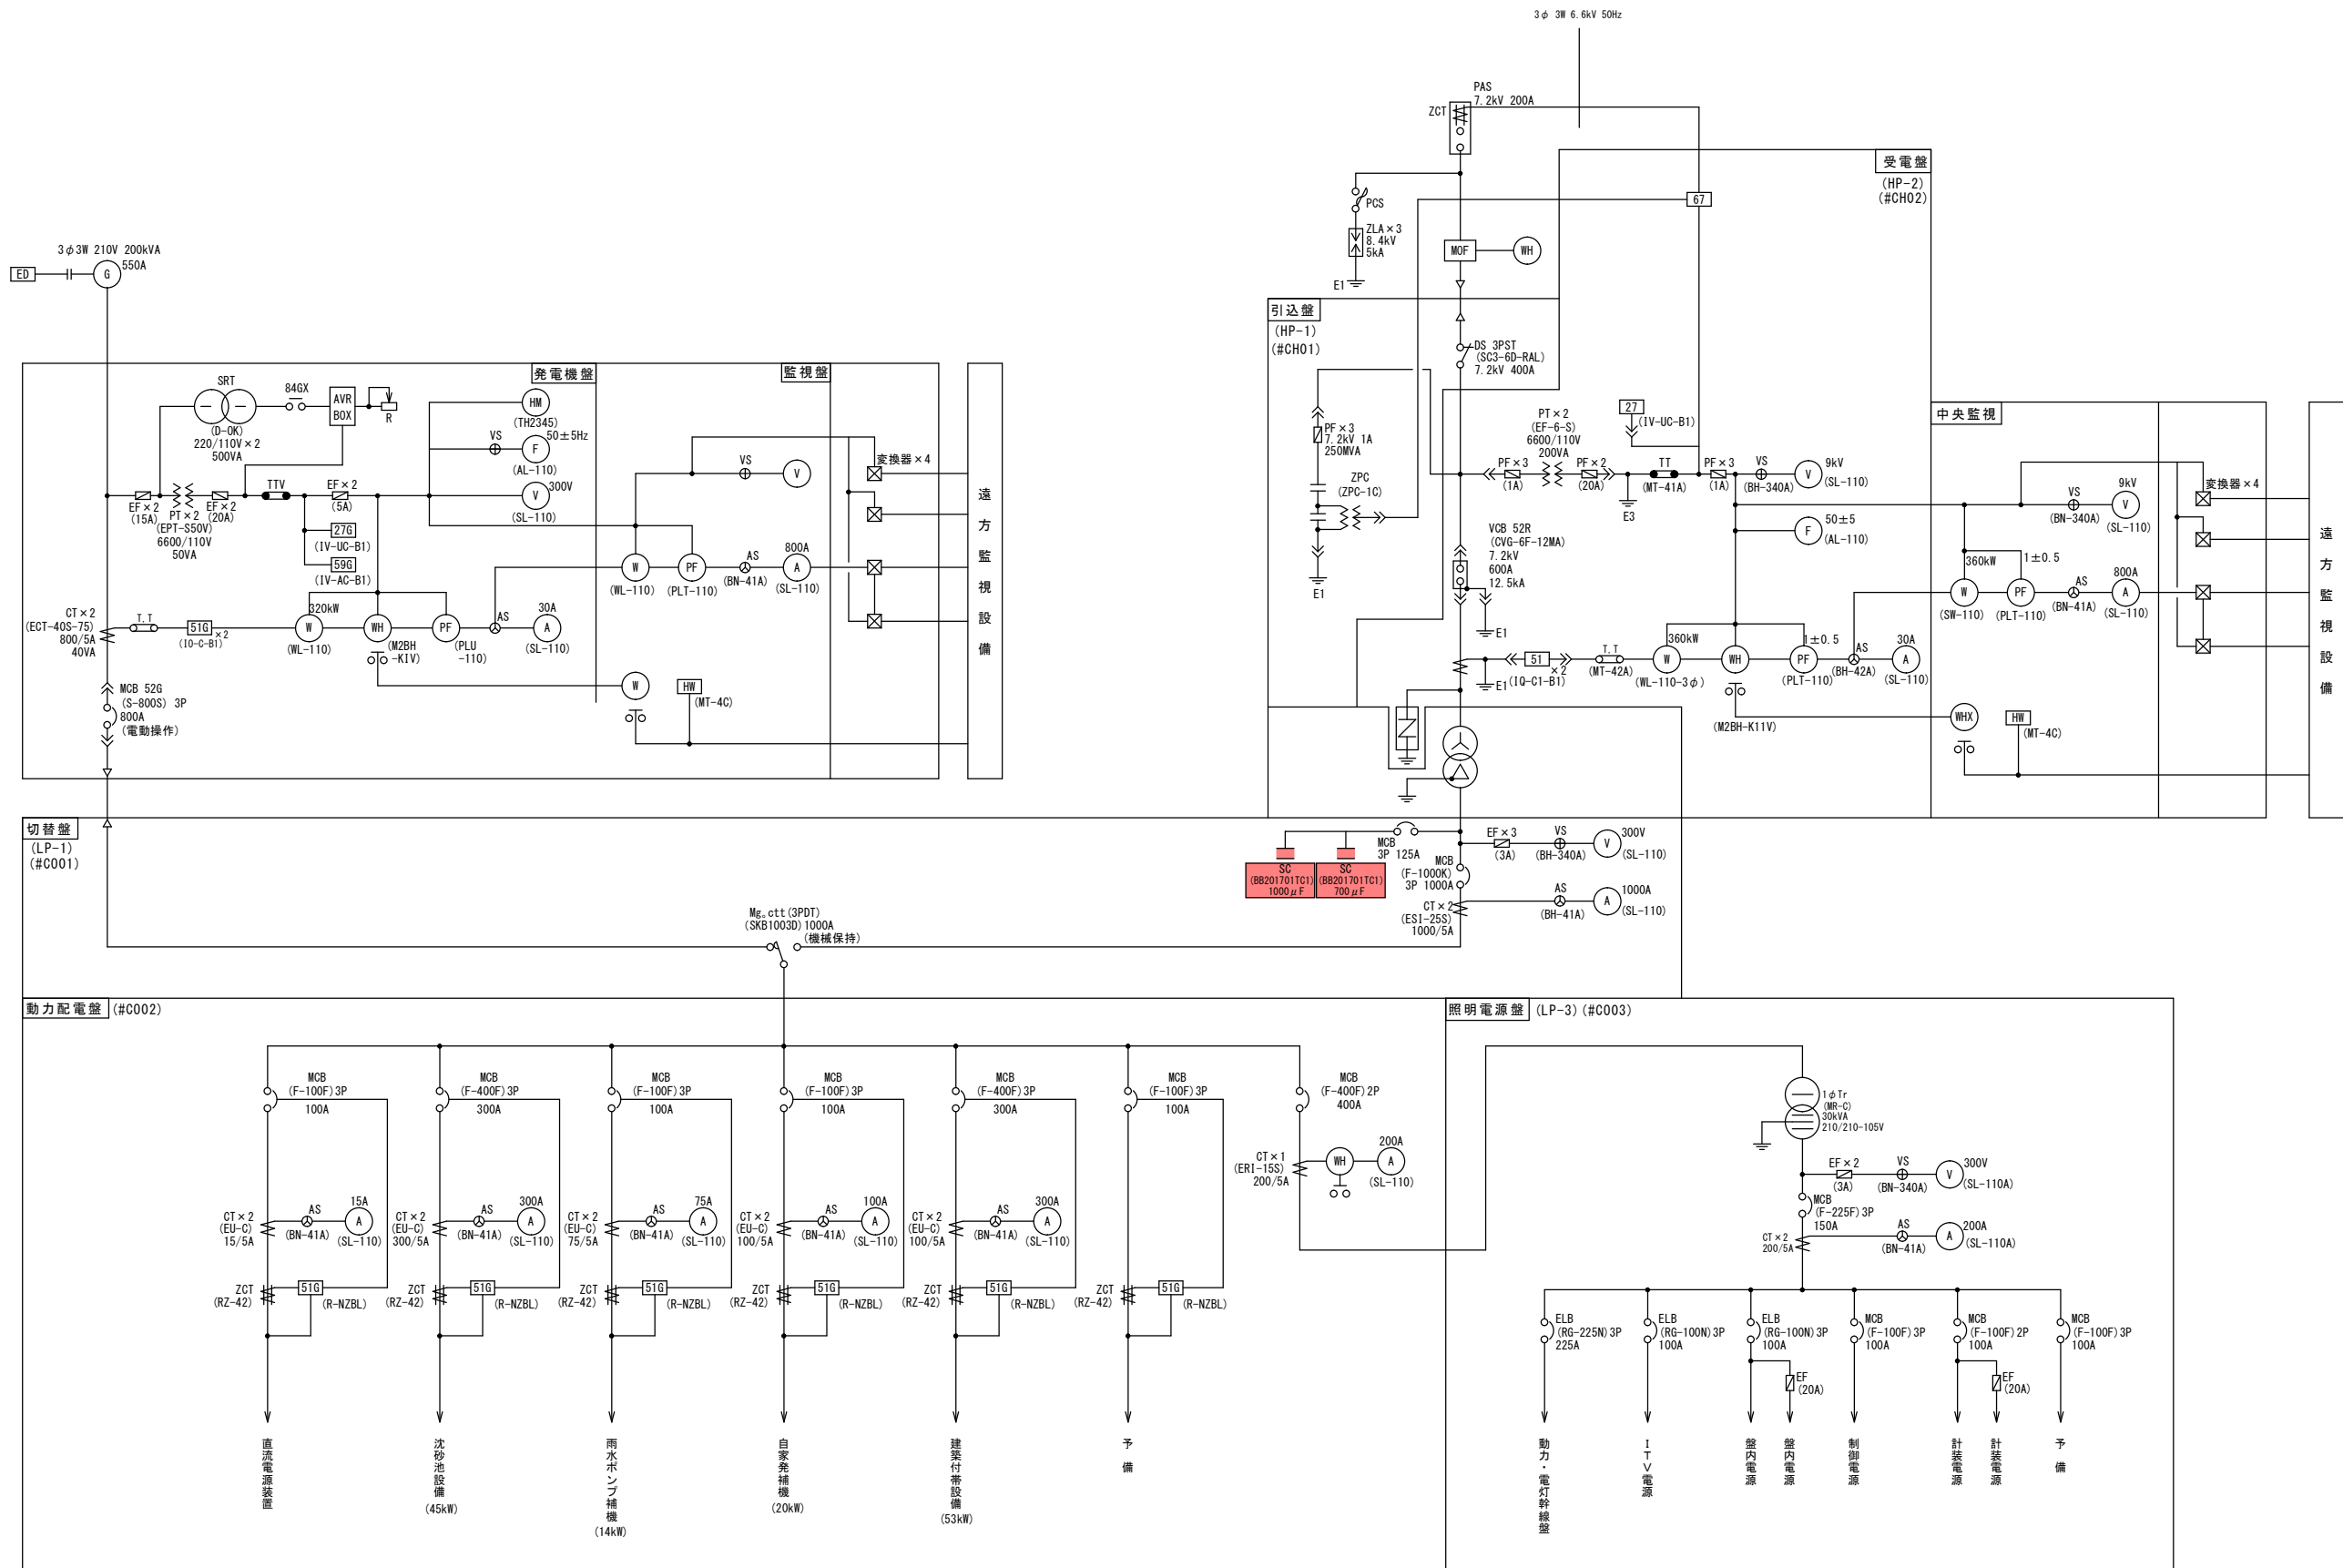 3φ 3W 6.6kV 50Hz
PAS
7.2kV 200A
ZCT
受電盤
(HP-2)
(#CH02)
67
PCS
ZLA×3
8.4kV
5kA
E1
MOF
WH
引込盤
(HP-1)
(#CH01)
DS 3PST
(SC3-6D-RAL)
7.2kV 400A
PF×3
7.2kV 1A
250MVA
ZPC
(ZPC-1C)
E1
PT×2
(EF-6-S)
6600/110V
200VA
27
(IV-UC-B1)
PF×3
(1A)
PF×2
(20A)
E3
TT
(MT-41A)
PF×3
(1A)
VS
(BH-340A)
V
9kV
(SL-110)
F
50±5
(AL-110)
VCB 52R
(CVG-6F-12MA)
7.2kV
600A
12.5kA
E1
E1
51
×2
(IO-C1-B1)
T.T
(MT-42A)
360kW
W
(WL-110-3φ)
WH
(M2BH-K11V)
1±0.5
PF
(PLT-110)
AS
(BH-42A)
30A
A
(SL-110)
中央監視
変換器×4
VS
(BN-340A)
9kV
V
(SL-110)
360kW
W
(SW-110)
1±0.5
PF
(PLT-110)
AS
(BN-41A)
800A
A
(SL-110)
WHX
HW
(MT-4C)
遠方監視設備
3φ3W 210V 200kVA
550A
ED
G
発電機盤
監視盤
SRT
(D-0K)
220/110V×2
500VA
84GX
AVR
BOX
R
HM
(TH2345)
VS
F
50±5Hz
(AL-110)
V
300V
(SL-110)
EF×2
(15A)
PT×2
(EPT-S50V)
6600/110V
50VA
EF×2
(20A)
TTV
EF×2
(5A)
27G
(IV-UC-B1)
59G
(IV-AC-B1)
CT×2
(ECT-40S-75)
800/5A
40VA
T.T
51G
×2
(IO-C-B1)
320kW
W
(WL-110)
WH
(M2BH
-KIV)
PF
(PLU
-110)
AS
30A
A
(SL-110)
MCB 52G
(S-800S) 3P
800A
(電動操作)
VS
V
変換器×4
W
(WL-110)
PF
(PLT-110)
AS
(BN-41A)
800A
A
(SL-110)
W
HW
(MT-4C)
遠方監視設備
切替盤
(LP-1)
(#C001)
MCB
3P 125A
SC
(BB201701TC1)
1000μF
SC
(BB201701TC1)
700μF
EF×3
(3A)
VS
(BH-340A)
V
300V
(SL-110)
MCB
(F-1000K)
3P 1000A
CT×2
(ESI-25S)
1000/5A
AS
(BH-41A)
A
1000A
(SL-110)
Mg.ctt(3PDT)
(SKB1003D)1000A
(機械保持)
動力配電盤
(#C002)
MCB
(F-100F)3P
100A
CT×2
(EU-C)
15/5A
AS
(BN-41A)
15A
A
(SL-110)
ZCT
(RZ-42)
51G
(R-NZBL)
直流電源装置
MCB
(F-400F)3P
300A
CT×2
(EU-C)
300/5A
AS
(BN-41A)
300A
A
(SL-110)
ZCT
(RZ-42)
51G
(R-NZBL)
沈砂池設備
(45kW)
MCB
(F-100F)3P
100A
CT×2
(EU-C)
75/5A
AS
(BN-41A)
75A
A
(SL-110)
ZCT
(RZ-42)
51G
(R-NZBL)
雨水ポンプ補機
(14kW)
MCB
(F-100F)3P
100A
CT×2
(EU-C)
100/5A
AS
(BN-41A)
100A
A
(SL-110)
ZCT
(RZ-42)
51G
(R-NZBL)
自家発補機
(20kW)
MCB
(F-400F)3P
300A
CT×2
(EU-C)
100/5A
AS
(BN-41A)
300A
A
(SL-110)
ZCT
(RZ-42)
51G
(R-NZBL)
建築付帯設備
(53kW)
MCB
(F-100F)3P
100A
ZCT
(RZ-42)
51G
(R-NZBL)
予備
MCB
(F-400F)2P
400A
CT×1
(ERI-15S)
200/5A
WH
200A
A
(SL-110)
照明電源盤
(LP-3)(#C003)
1φTr
(MR-C)
30kVA
210/210-105V
EF×2
(3A)
VS
(BN-340A)
V
300V
(SL-110A)
MCB
(F-225F)3P
150A
CT×2
200/5A
AS
(BN-41A)
A
200A
(SL-110A)
ELB
(RG-225N)3P
225A
動力・電灯幹線盤
ELB
(RG-100N)3P
100A
ITV電源
ELB
(RG-100N)3P
100A
盤内電源
EF
(20A)
盤内電源
MCB
(F-100F)3P
100A
制御電源
MCB
(F-100F)2P
100A
計装電源
EF
(20A)
計装電源
MCB
(F-100F)3P
100A
予備